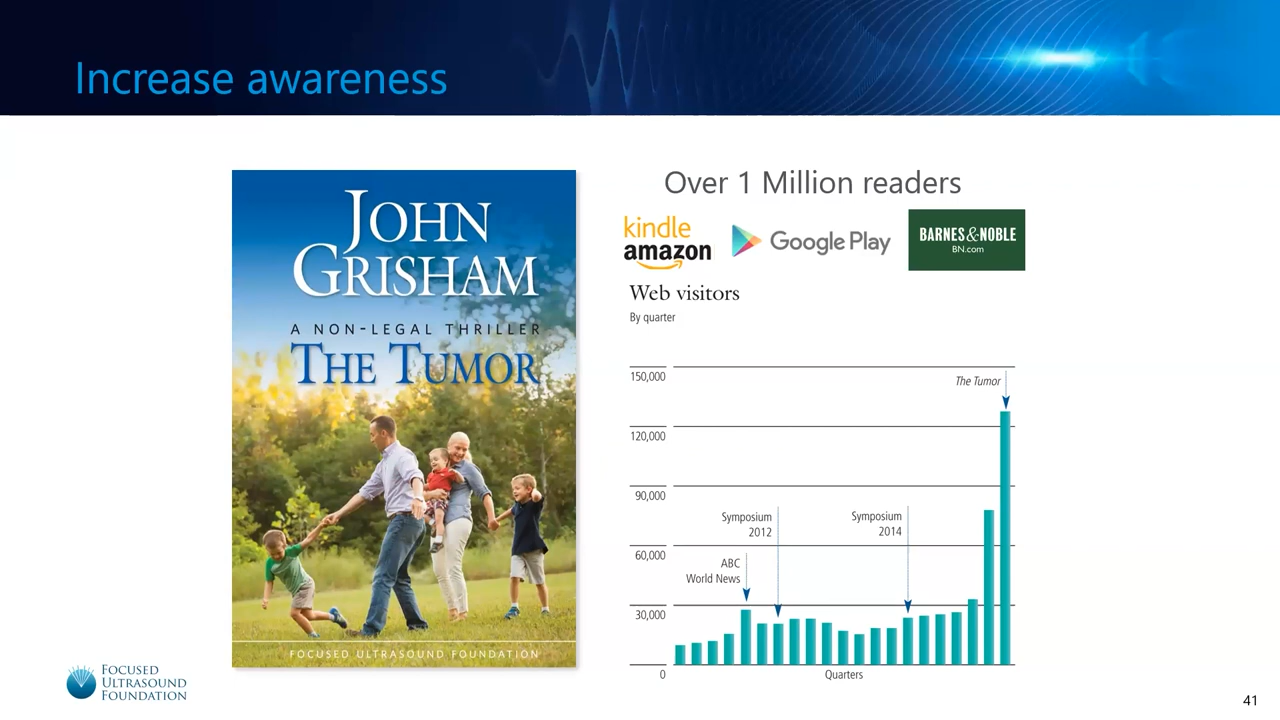 Increase awareness
JOHN
GRISHAM
A NON-LEGAL THRILLER
THE TUMOR
FOCUSED ULTRASOUND FOUNDATION
Over 1 Million readers
kindle
amazon
Google Play
BARNES&NOBLE
BN.com
Web visitors
By quarter
150,000
The Tumor
120,000
90,000
Symposium
2012
Symposium
2014
60,000
ABC
World News
30,000
0
Quarters
FOCUSED
ULTRASOUND
FOUNDATION
41